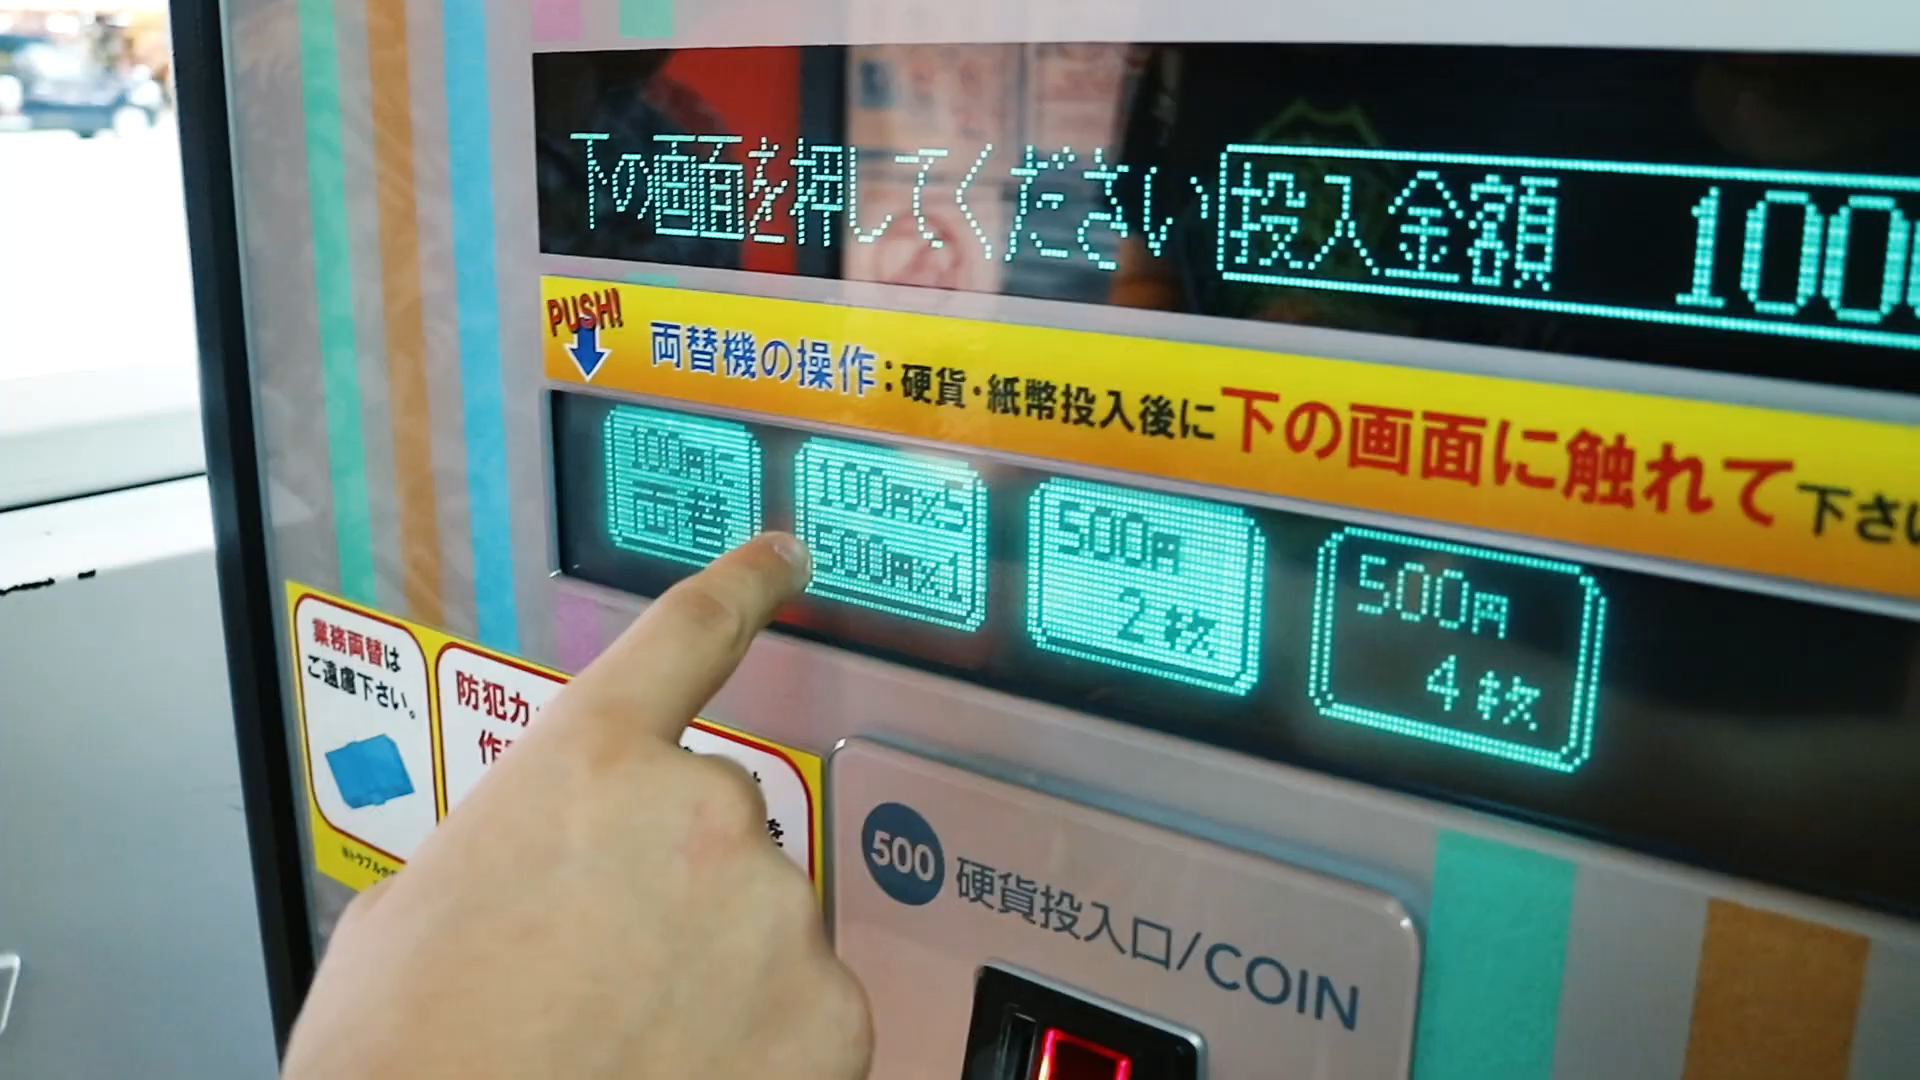 下の画面を押してください
投入金額 100
PUSH!
両替機の操作：硬貨・紙幣投入後に下の画面に触れて下さい
100円に
両替
100円×5
500円×1
500円
2枚
500円
4枚
業務両替は
ご遠慮下さい。
防犯カ
作
500 硬貨投入口/COIN